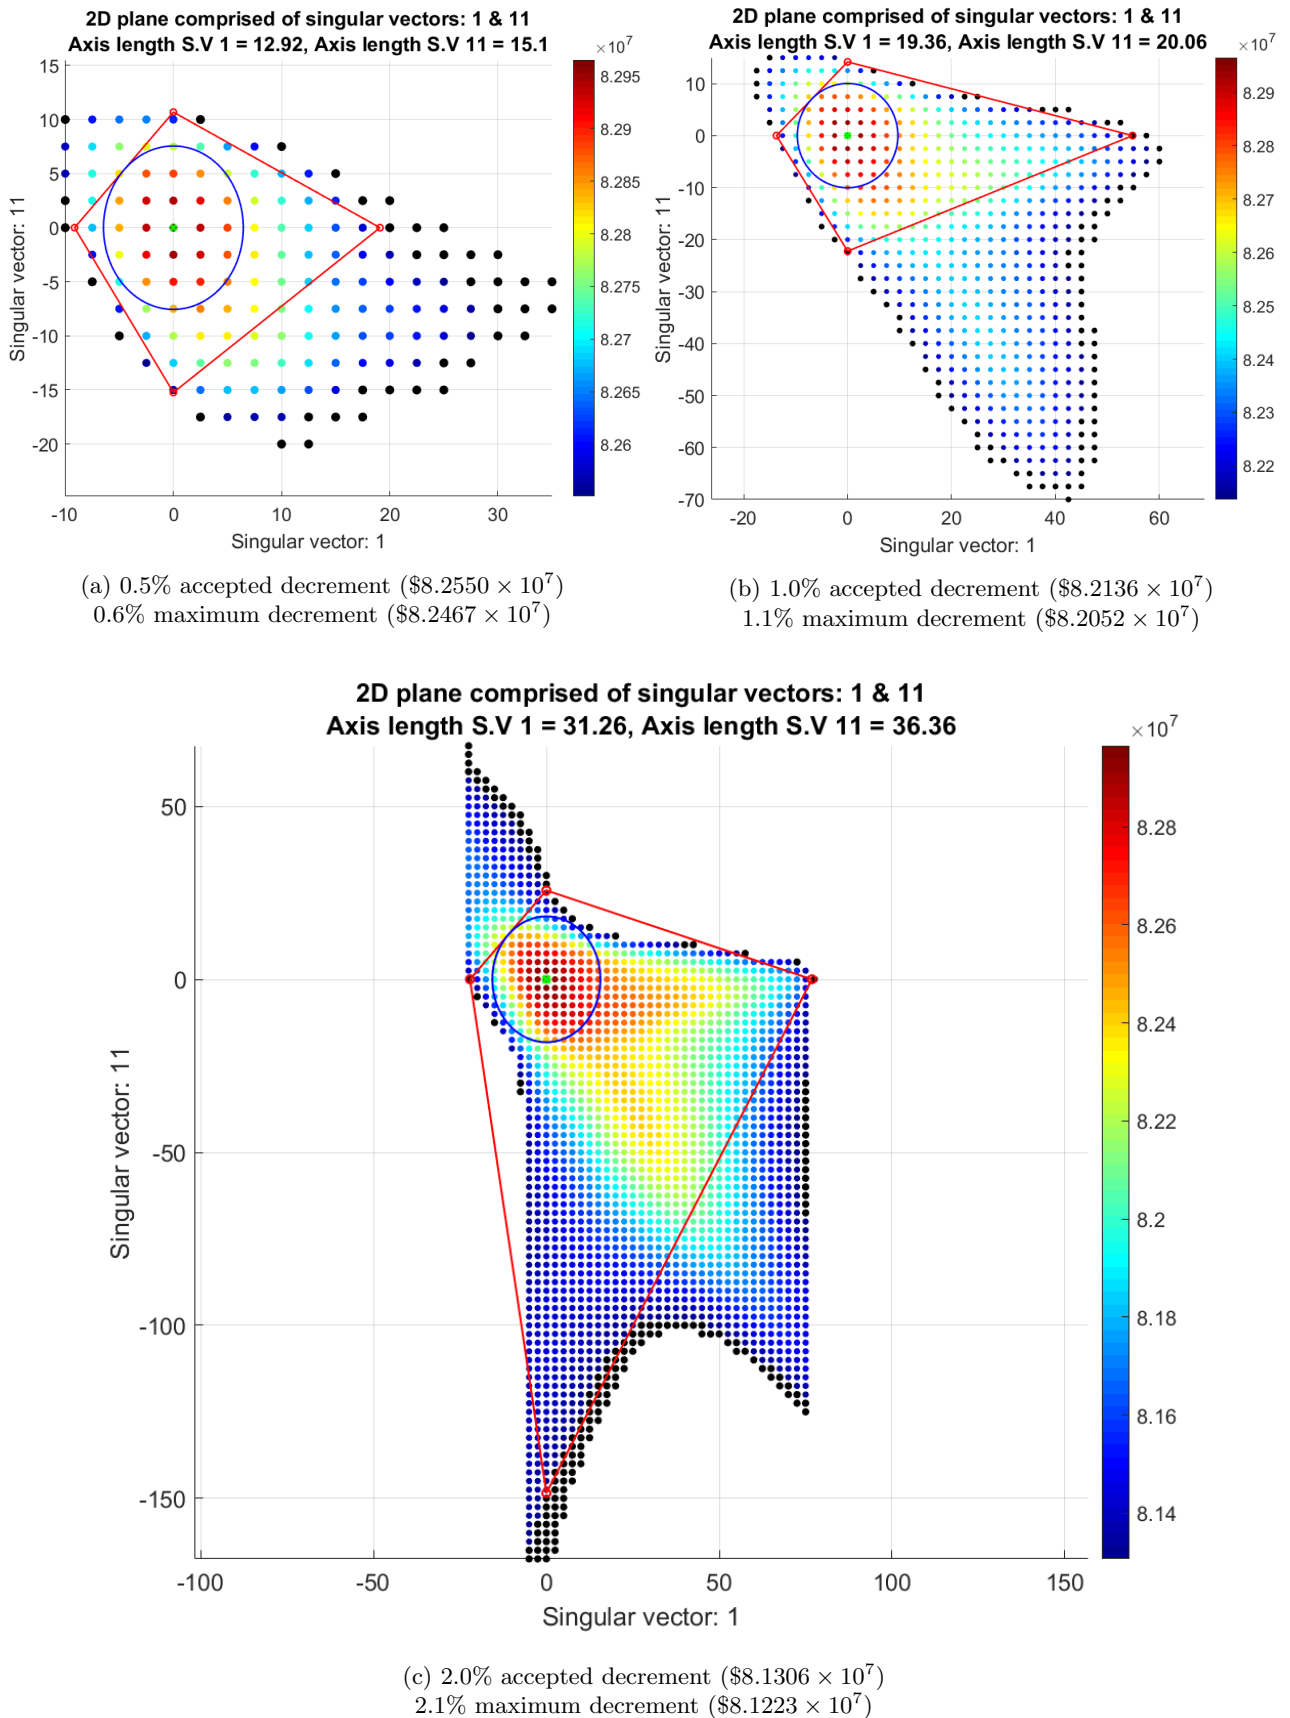 2D plane comprised of singular vectors: 1 & 11
Axis length S.V 1 = 12.92, Axis length S.V 11 = 15.1
×10^7
15
10
5
0
-5
-10
-15
-20
Singular vector: 11
-10 0 10 20 30
Singular vector: 1
8.295
8.29
8.285
8.28
8.275
8.27
8.265
8.26
(a) 0.5% accepted decrement ($8.2550 × 10^7)
0.6% maximum decrement ($8.2467 × 10^7)
2D plane comprised of singular vectors: 1 & 11
Axis length S.V 1 = 19.36, Axis length S.V 11 = 20.06
×10^7
10
0
-10
-20
-30
-40
-50
-60
-70
Singular vector: 11
-20 0 20 40 60
Singular vector: 1
8.29
8.28
8.27
8.26
8.25
8.24
8.23
8.22
(b) 1.0% accepted decrement ($8.2136 × 10^7)
1.1% maximum decrement ($8.2052 × 10^7)
2D plane comprised of singular vectors: 1 & 11
Axis length S.V 1 = 31.26, Axis length S.V 11 = 36.36
×10^7
50
0
-50
-100
-150
Singular vector: 11
-100 -50 0 50 100 150
Singular vector: 1
8.28
8.26
8.24
8.22
8.2
8.18
8.16
8.14
(c) 2.0% accepted decrement ($8.1306 × 10^7)
2.1% maximum decrement ($8.1223 × 10^7)